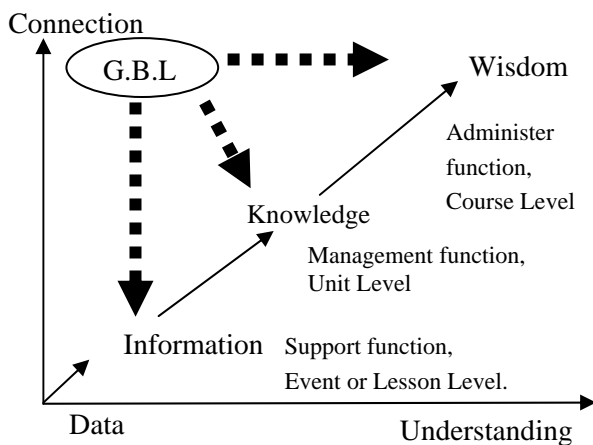 Connection
G.B.L
Wisdom
Administer
function,
Course Level
Knowledge
Management function,
Unit Level
Information
Support function,
Event or Lesson Level.
Data
Understanding